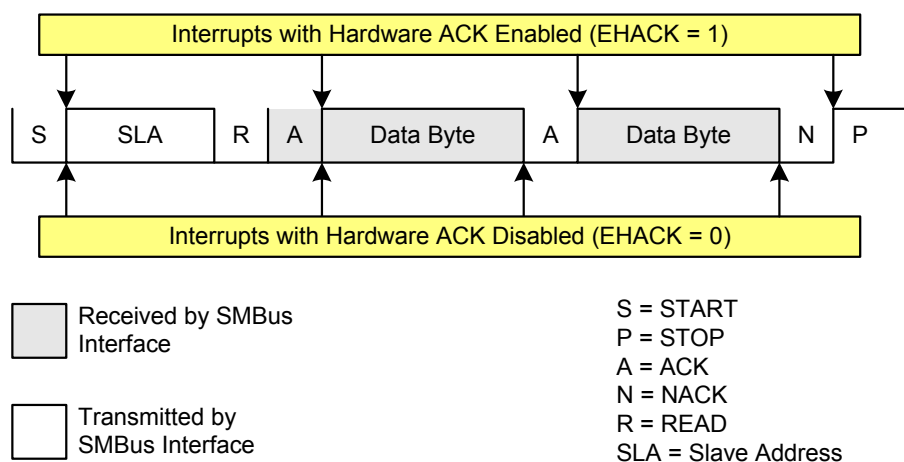 Interrupts with Hardware ACK Enabled (EHACK = 1)
S SLA R A Data Byte A Data Byte N P
Interrupts with Hardware ACK Disabled (EHACK = 0)
Received by SMBus
Interface
Transmitted by
SMBus Interface
S = START
P = STOP
A = ACK
N = NACK
R = READ
SLA = Slave Address